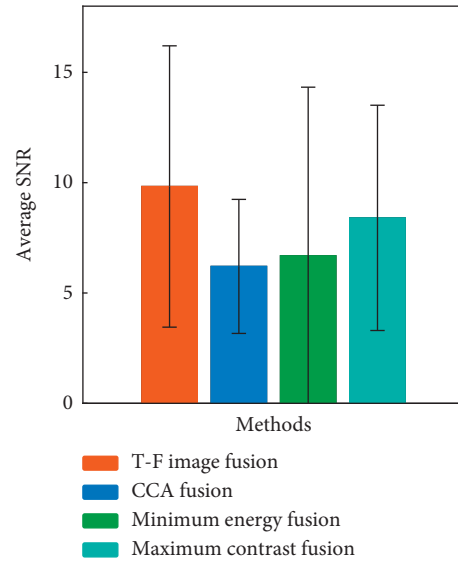 15
10
5
0
Average SNR
Methods
T-F image fusion
CCA fusion
Minimum energy fusion
Maximum contrast fusion